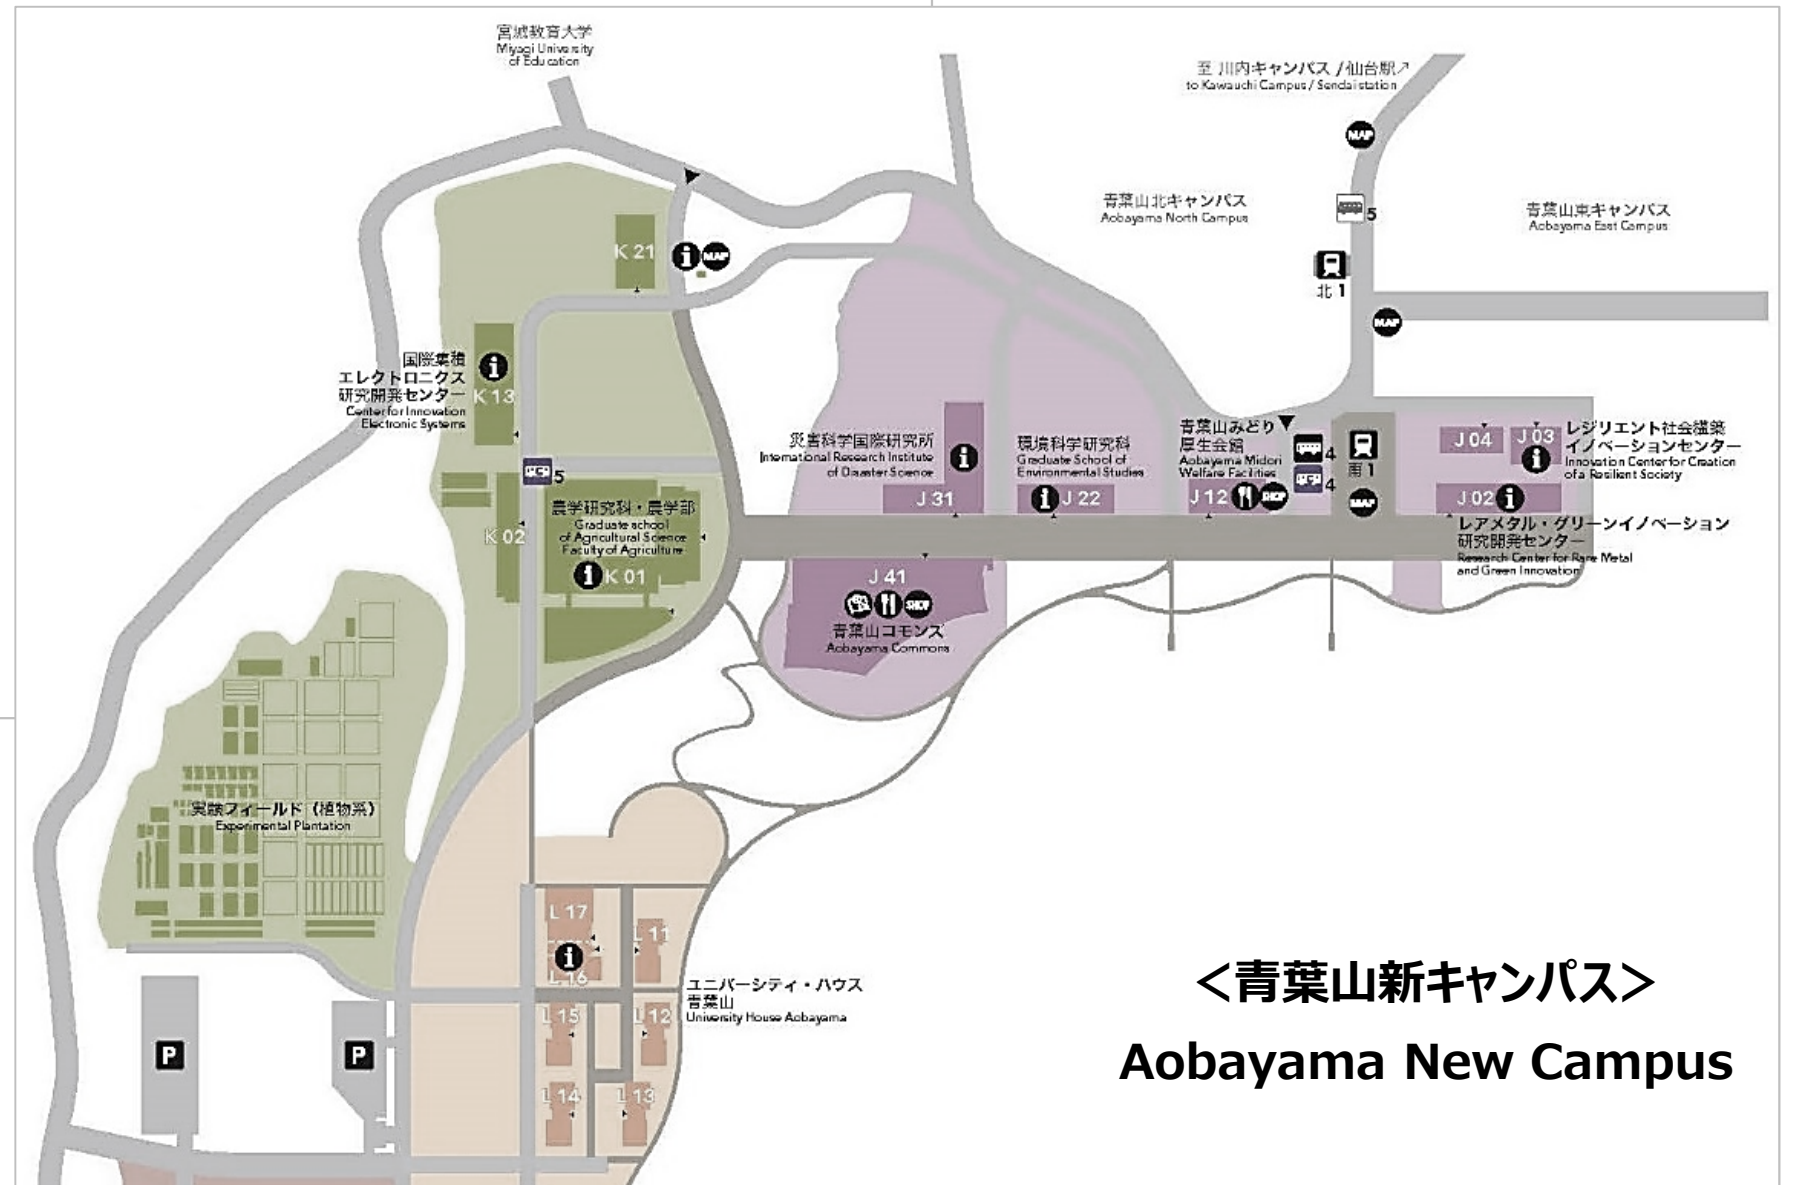 宮城教育大学
Miyagi University
of Education
至 川内キャンパス / 仙台駅↗
to Kawauchi Campus / Sendai station
MAP
5
青葉山北キャンパス
Aobayama North Campus
青葉山東キャンパス
Aobayama East Campus
北 1
MAP
K 21
MAP
国際集積
エレクトロニクス
研究開発センター
Center for Innovation
Electronic Systems
K 13
5
災害科学国際研究所
International Research Institute
of Disaster Science
J 31
環境科学研究科
Graduate School of
Environmental Studies
J 22
青葉山みどり
厚生会館
Aobayama Midori
Welfare Facilities
J 12
SHOP
4
4
南 1
MAP
J 04
J 03
レジリエント社会構築
イノベーションセンター
Innovation Center for Creation
of a Resilient Society
J 02
レアメタル・グリーンイノベーション
研究開発センター
Research Center for Rare Metal
and Green Innovation
K 02
農学研究科・農学部
Graduate school
of Agricultural Science
Faculty of Agriculture
K 01
J 41
SHOP
青葉山コモンズ
Aobayama Commons
実験フィールド（植物系）
Experimental Plantation
L 17
L 11
L 16
ユニバーシティ・ハウス
青葉山
University House Aobayama
L 15
L 12
L 14
L 13
P
P
＜青葉山新キャンパス＞
Aobayama New Campus